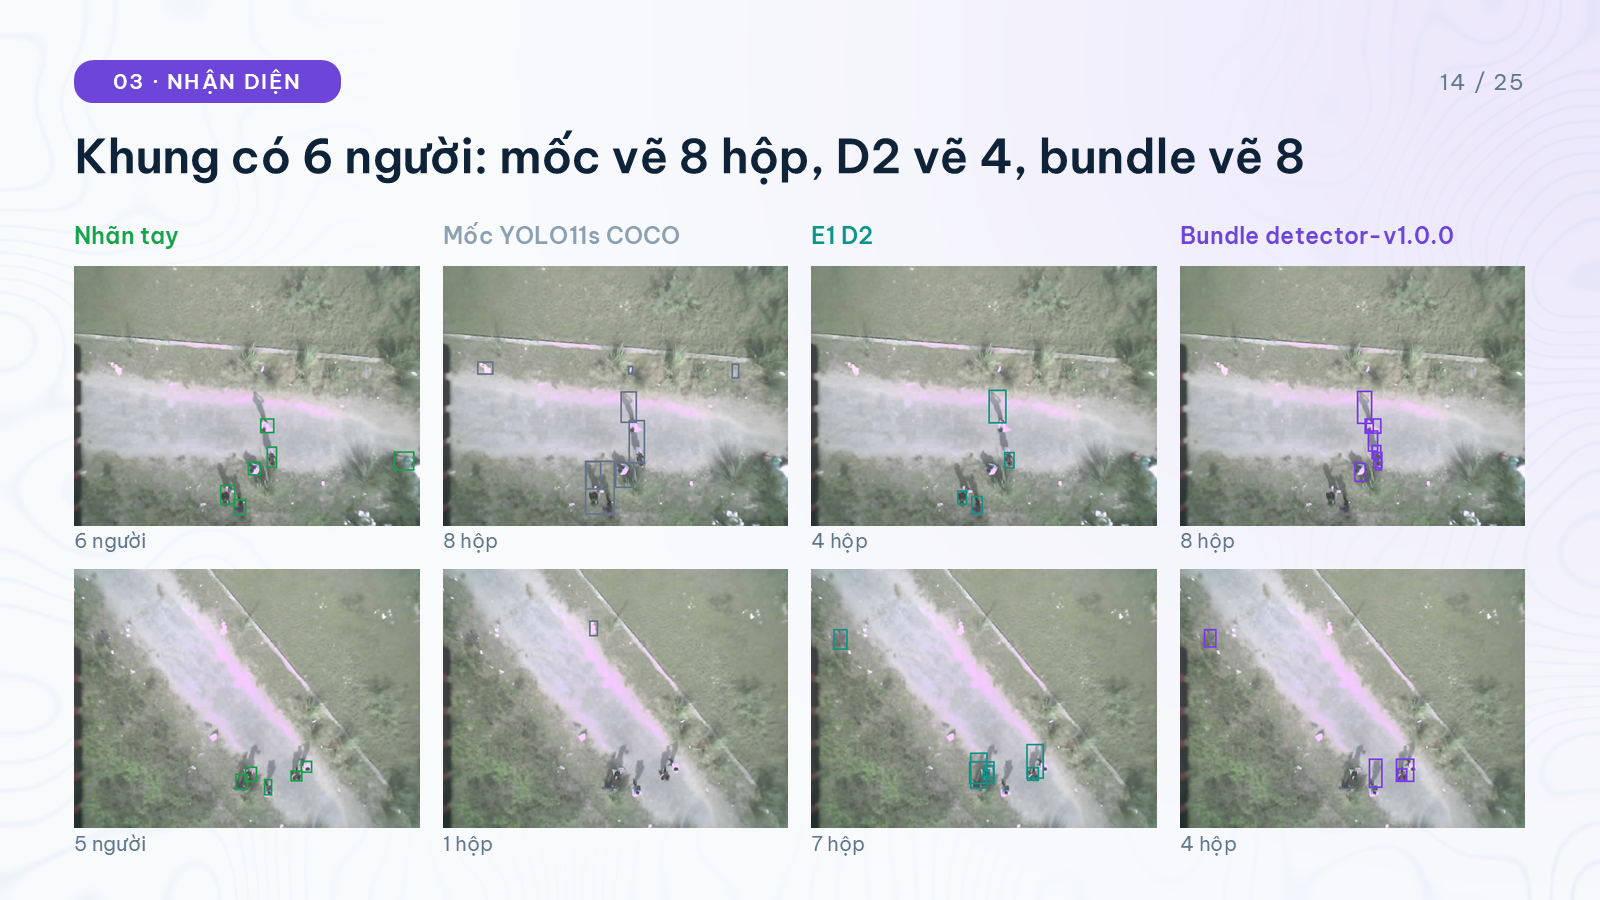 03 · NHẬN DIỆN
14 / 25
Khung có 6 người: mốc vẽ 8 hộp, D2 vẽ 4, bundle vẽ 8
Nhãn tay
Mốc YOLO11s COCO
E1 D2
Bundle detector-v1.0.0
6 người
8 hộp
4 hộp
8 hộp
5 người
1 hộp
7 hộp
4 hộp